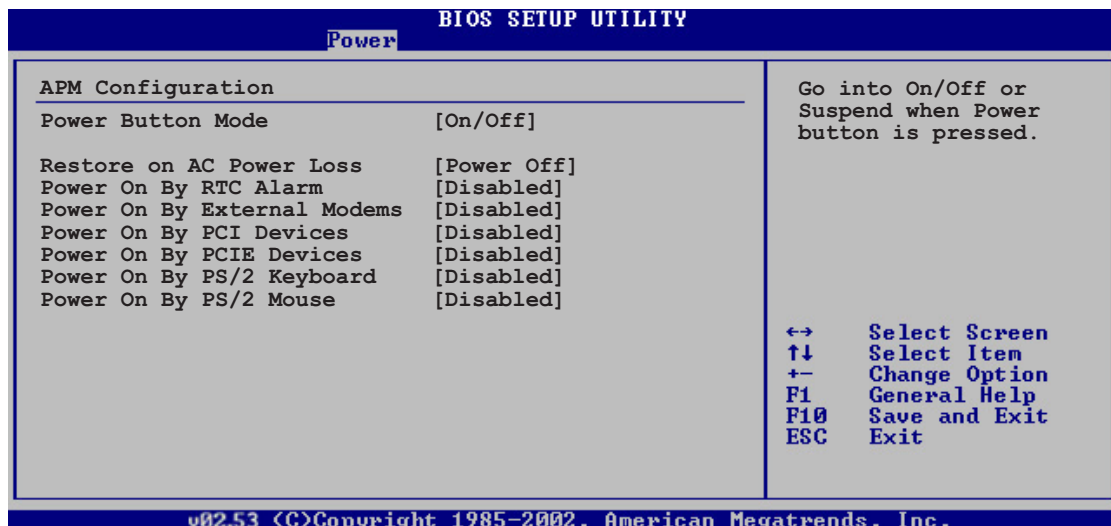 BIOS SETUP UTILITY
Power
APM Configuration
Power Button Mode [On/Off]
Restore on AC Power Loss [Power Off]
Power On By RTC Alarm [Disabled]
Power On By External Modems [Disabled]
Power On By PCI Devices [Disabled]
Power On By PCIE Devices [Disabled]
Power On By PS/2 Keyboard [Disabled]
Power On By PS/2 Mouse [Disabled]
Go into On/Off or
Suspend when Power
button is pressed.
←→ Select Screen
↑↓ Select Item
+- Change Option
F1 General Help
F10 Save and Exit
ESC Exit
v02.53 (C)Copyright 1985-2002, American Megatrends, Inc.